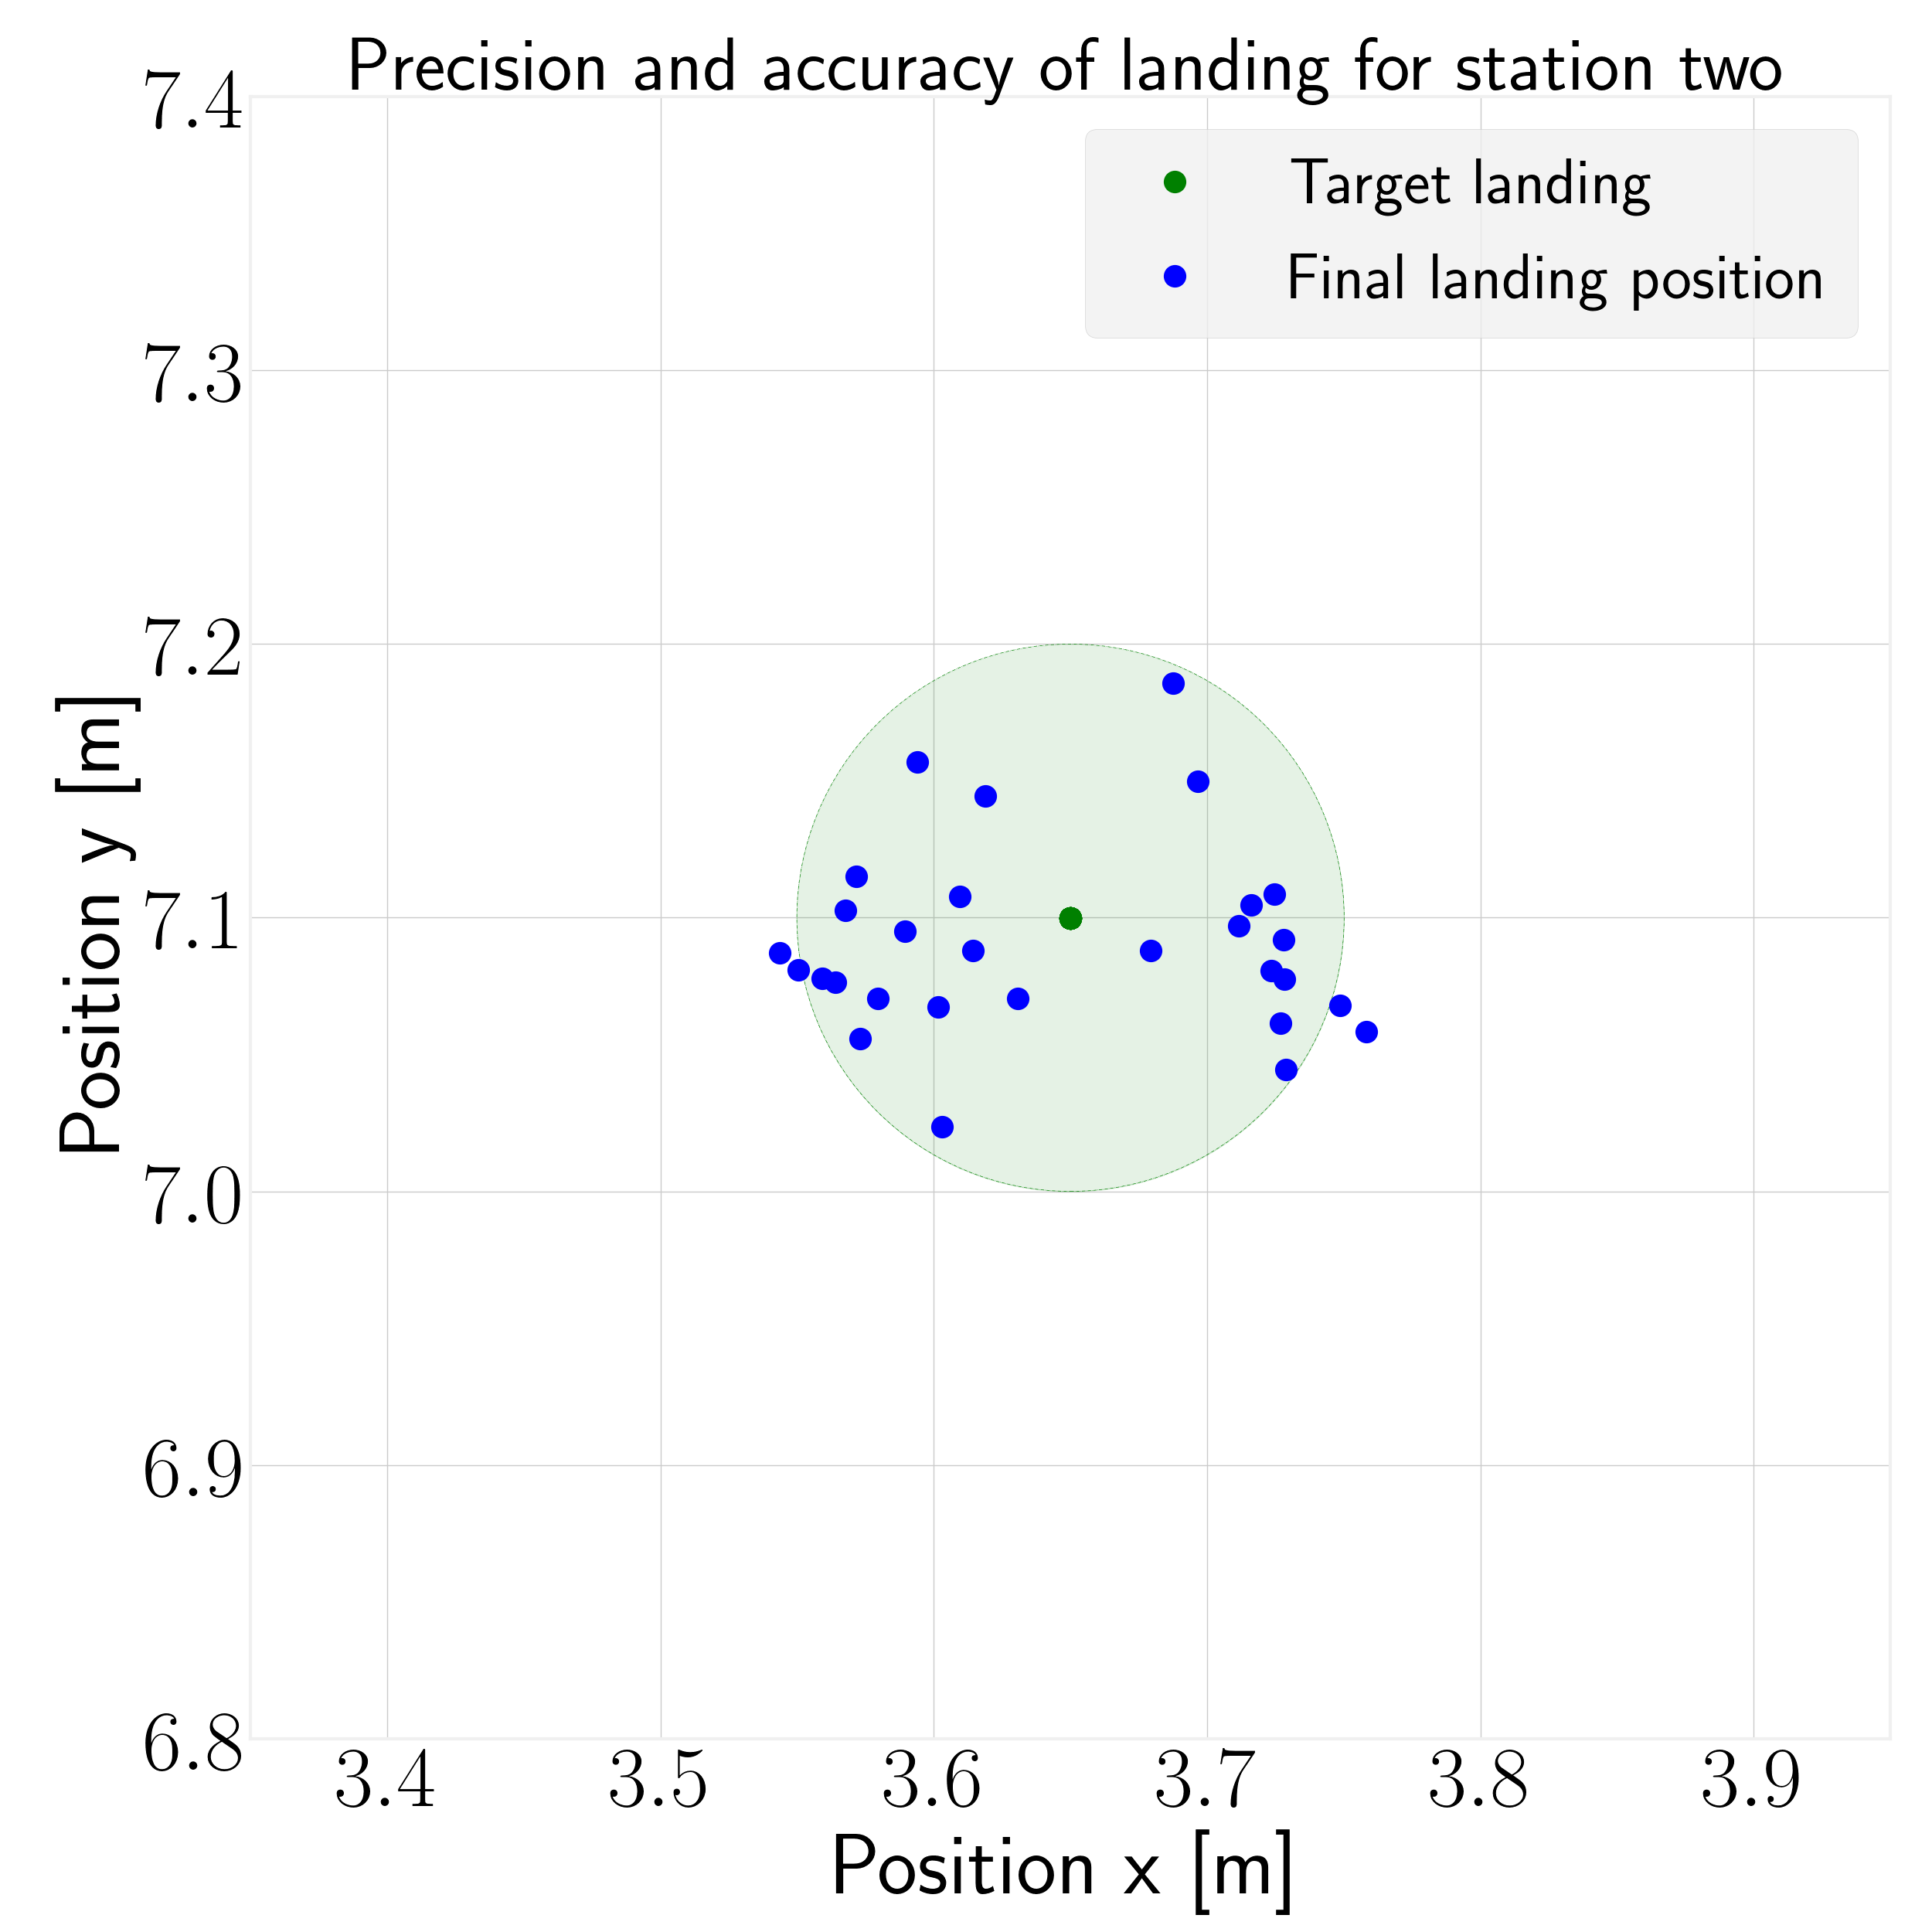 Precision and accuracy of landing for station two
Target landing
Final landing position
Position y [m]
7.4
7.3
7.2
7.1
7.0
6.9
6.8
3.4 3.5 3.6 3.7 3.8 3.9
Position x [m]